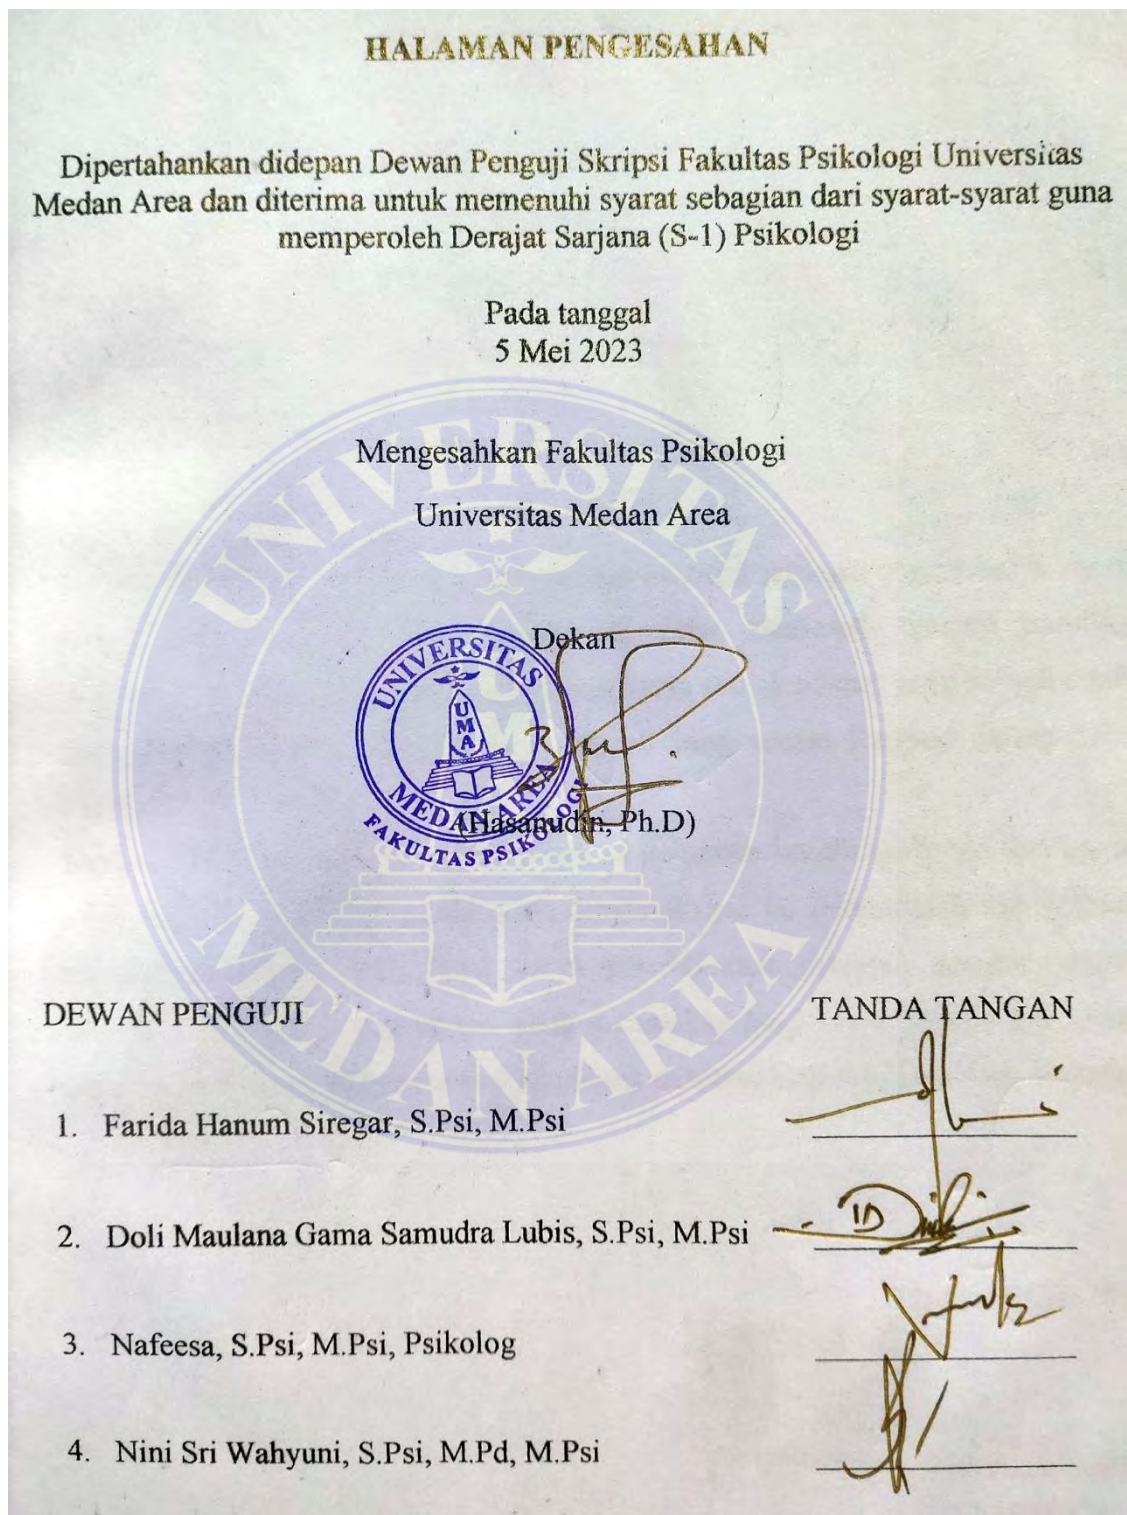 HALAMAN PENGESAHAN
Dipertahankan didepan Dewan Penguji Skripsi Fakultas Psikologi Universitas
Medan Area dan diterima untuk memenuhi syarat sebagian dari syarat-syarat guna
memperoleh Derajat Sarjana (S-1) Psikologi
Pada tanggal
5 Mei 2023
Mengesahkan Fakultas Psikologi
Universitas Medan Area
Dekan
UNIVERSITAS
UMA
MEDAN AREA
FAKULTAS PSIKOLOGI
(Hasanudin, Ph.D)
UNIVERSITAS
MEDAN AREA
DEWAN PENGUJI TANDA TANGAN
1. Farida Hanum Siregar, S.Psi, M.Psi
2. Doli Maulana Gama Samudra Lubis, S.Psi, M.Psi
3. Nafeesa, S.Psi, M.Psi, Psikolog
4. Nini Sri Wahyuni, S.Psi, M.Pd, M.Psi